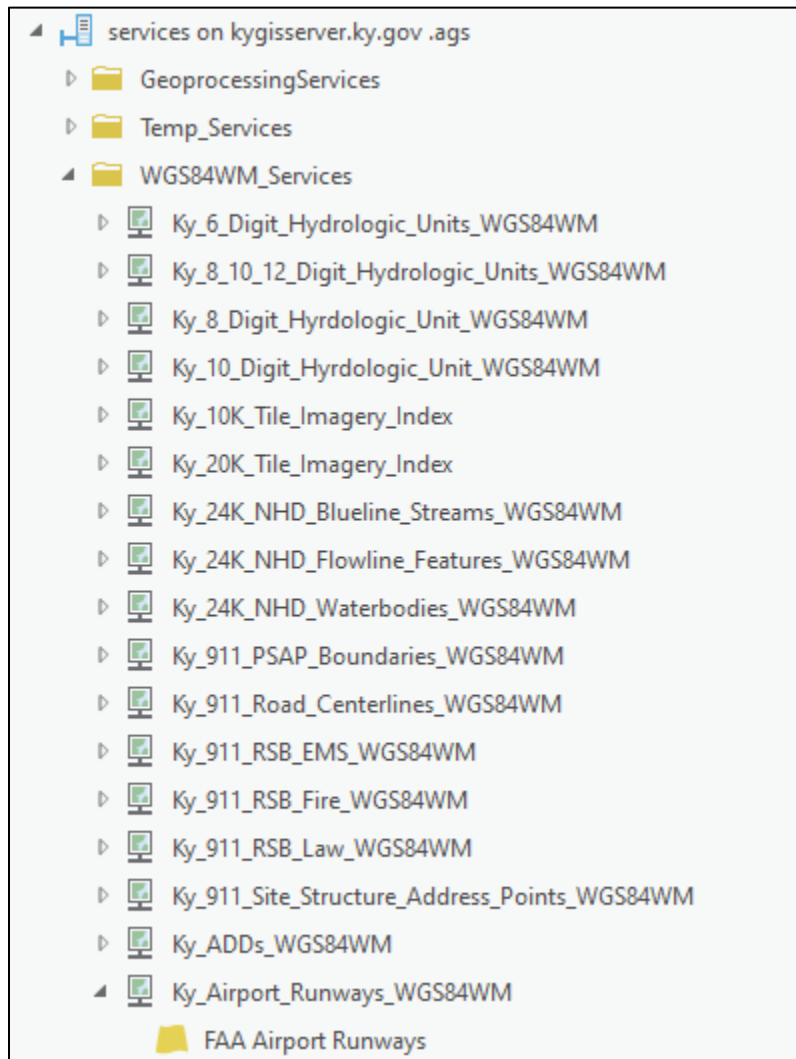 services on kygisserver.ky.gov .ags
GeoprocessingServices
Temp_Services
WGS84WM_Services
Ky_6_Digit_Hydrologic_Units_WGS84WM
Ky_8_10_12_Digit_Hydrologic_Units_WGS84WM
Ky_8_Digit_Hyrdologic_Unit_WGS84WM
Ky_10_Digit_Hyrdologic_Unit_WGS84WM
Ky_10K_Tile_Imagery_Index
Ky_20K_Tile_Imagery_Index
Ky_24K_NHD_Blueline_Streams_WGS84WM
Ky_24K_NHD_Flowline_Features_WGS84WM
Ky_24K_NHD_Waterbodies_WGS84WM
Ky_911_PSAP_Boundaries_WGS84WM
Ky_911_Road_Centerlines_WGS84WM
Ky_911_RSB_EMS_WGS84WM
Ky_911_RSB_Fire_WGS84WM
Ky_911_RSB_Law_WGS84WM
Ky_911_Site_Structure_Address_Points_WGS84WM
Ky_ADDs_WGS84WM
Ky_Airport_Runways_WGS84WM
FAA Airport Runways